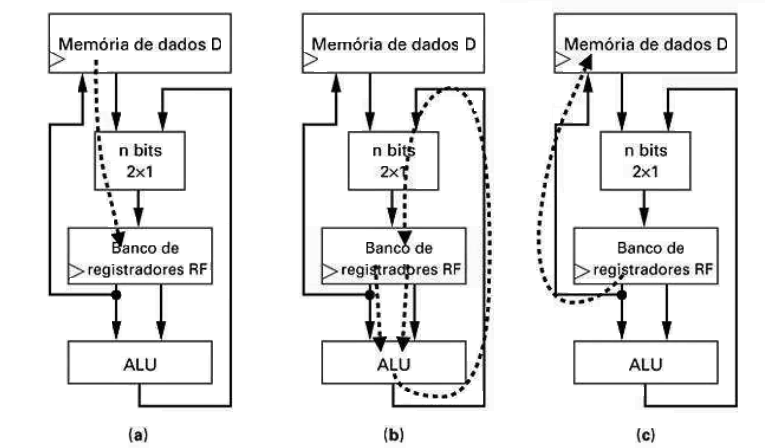 Memória de dados D
n bits
2×1
Banco de
registradores RF
ALU
(a)
Memória de dados D
n bits
2×1
Banco de
registradores RF
ALU
(b)
Memória de dados D
n bits
2×1
Banco de
registradores RF
ALU
(c)